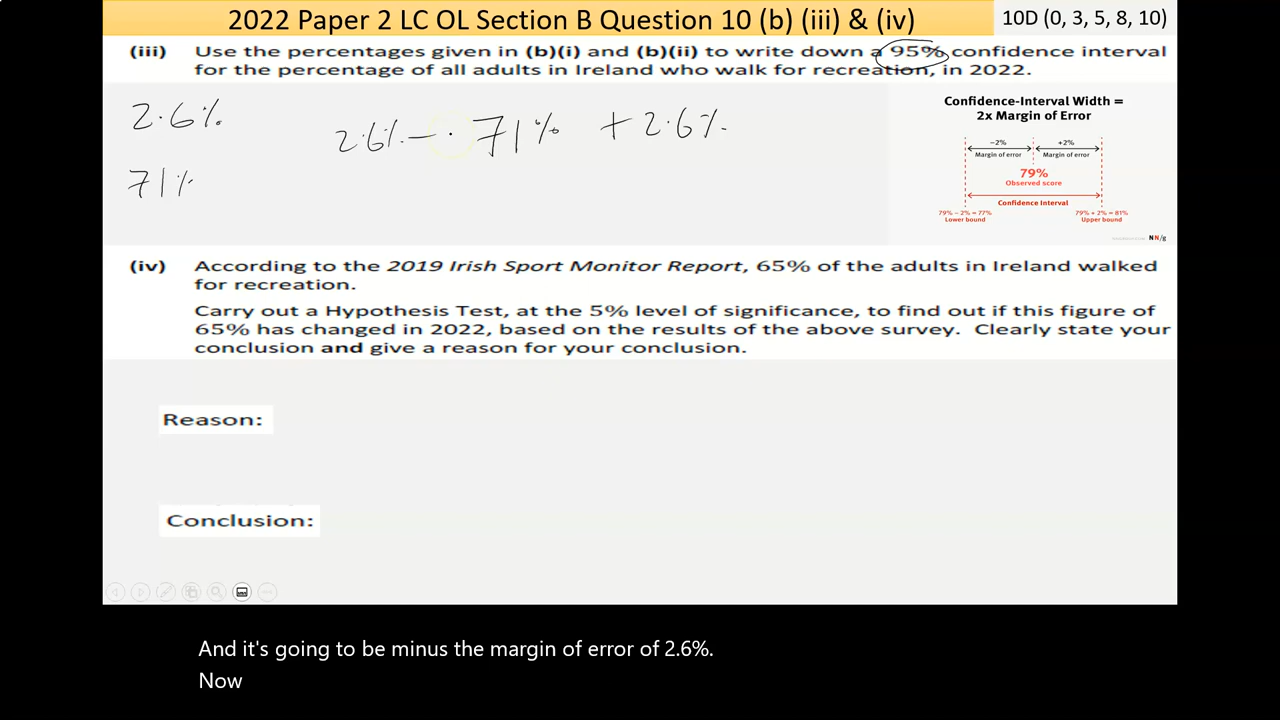 2022 Paper 2 LC OL Section B Question 10 (b) (iii) & (iv)
10D (0, 3, 5, 8, 10)
(iii) Use the percentages given in (b)(i) and (b)(ii) to write down a 95% confidence interval
for the percentage of all adults in Ireland who walk for recreation, in 2022.
2.6%
71%
2.6% - 71% + 2.6%
Confidence-Interval Width =
2x Margin of Error
-2% +2%
Margin of error Margin of error
79%
Observed score
Confidence Interval
79% - 2% = 77% 79% + 2% = 81%
Lower bound Upper bound
NN/g
(iv) According to the 2019 Irish Sport Monitor Report, 65% of the adults in Ireland walked
for recreation.
Carry out a Hypothesis Test, at the 5% level of significance, to find out if this figure of
65% has changed in 2022, based on the results of the above survey. Clearly state your
conclusion and give a reason for your conclusion.
Reason:
Conclusion:
And it's going to be minus the margin of error of 2.6%.
Now